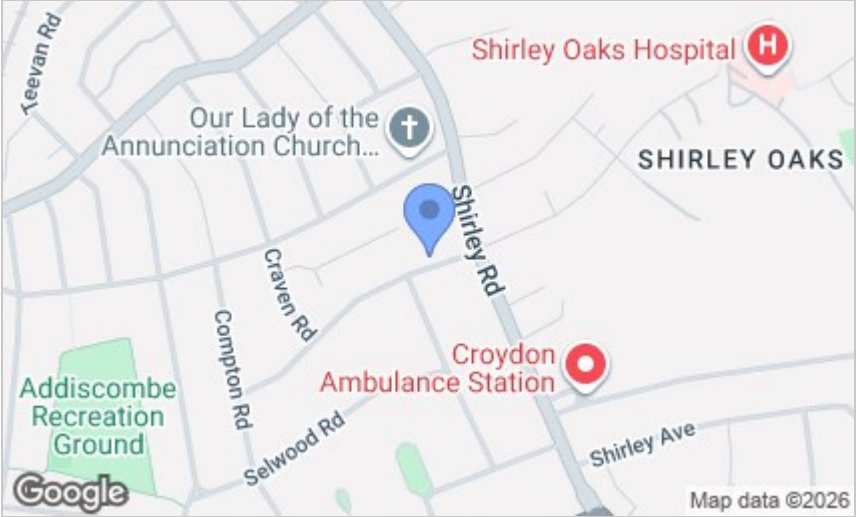 Teevan Rd
Shirley Oaks Hospital
H
Our Lady of the
Annunciation Church...
SHIRLEY OAKS
Shirley Rd
Craven Rd
Compton Rd
Croydon
Ambulance Station
Addiscombe
Recreation
Ground
Selwood Rd
Shirley Ave
Google
Map data ©2026